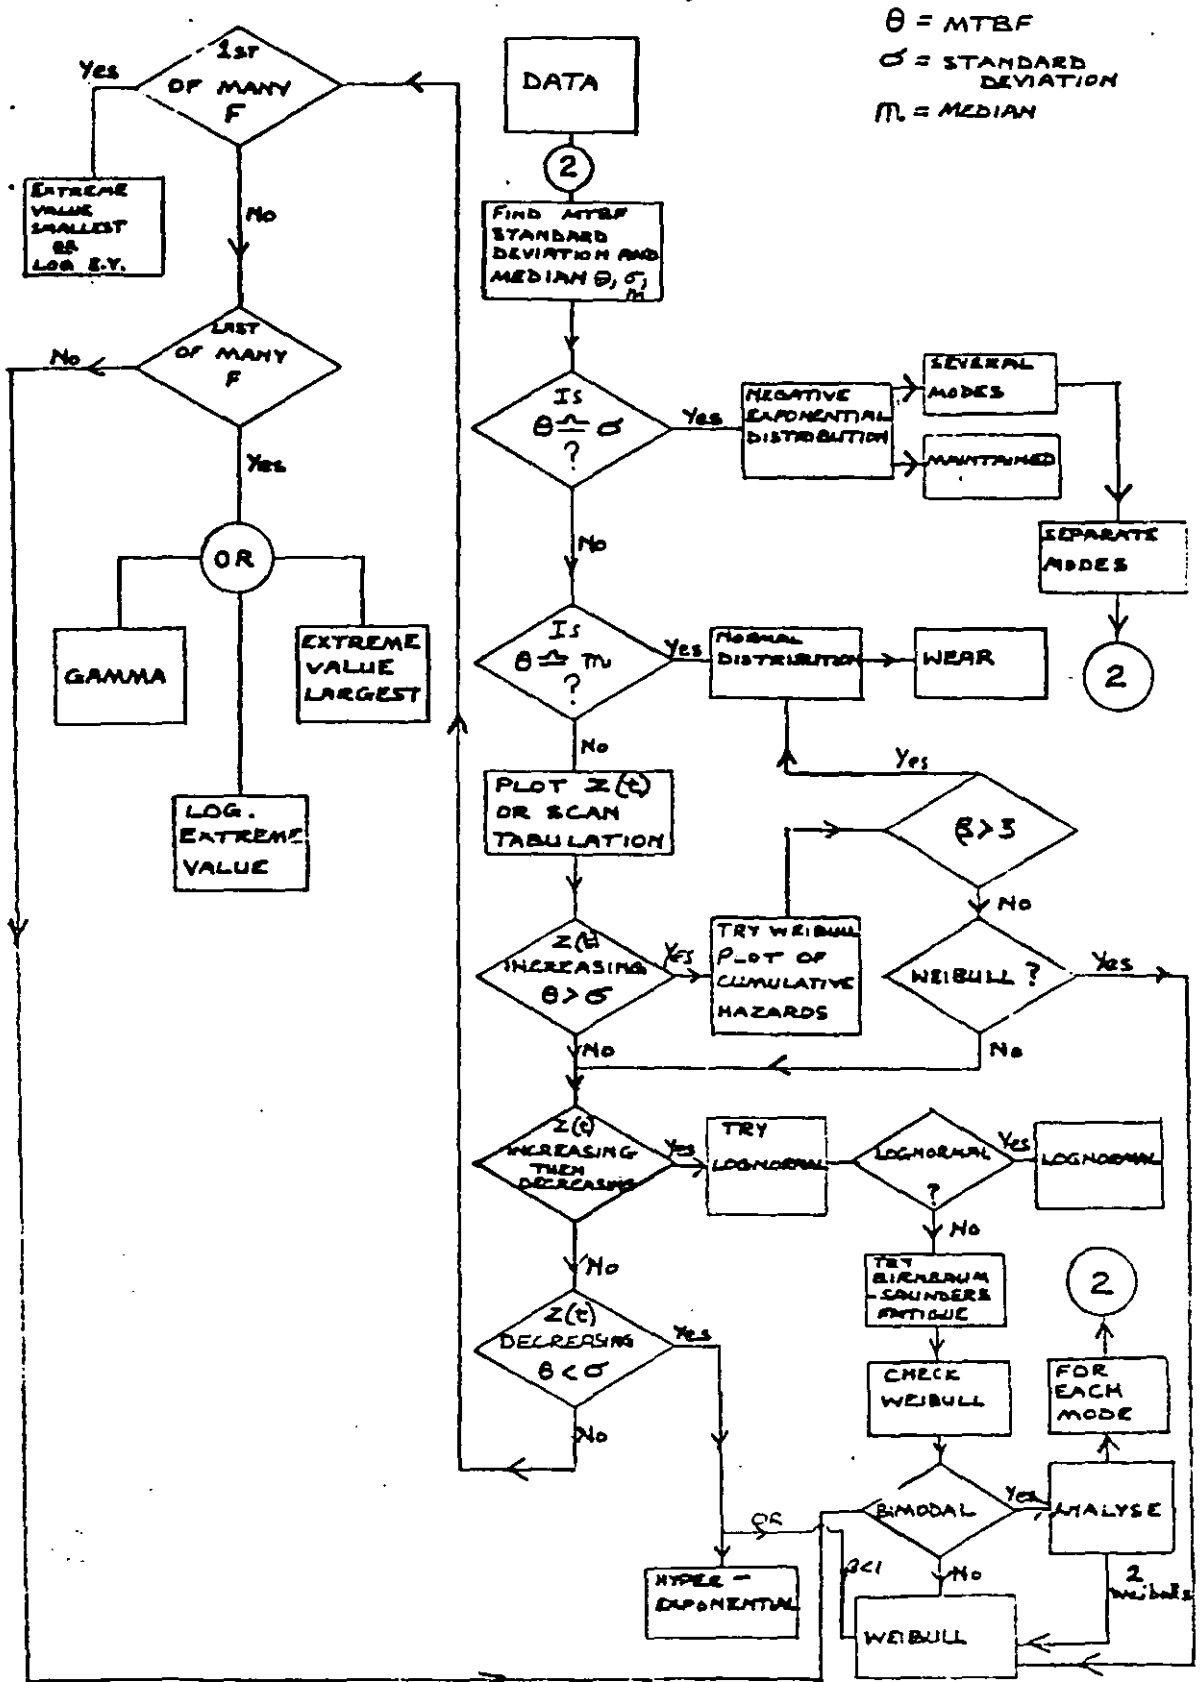 θ = MTBF
σ = STANDARD
DEVIATION
m = MEDIAN
DATA
2
FIND MTBF
STANDARD
DEVIATION AND
MEDIAN θ, σ,
m
Is
θ ≏ σ
?
Yes
NEGATIVE
EXPONENTIAL
DISTRIBUTION
SEVERAL
MODES
MAINTAINED
SEPARATE
MODES
2
No
Is
θ ≏ m
?
Yes
NORMAL
DISTRIBUTION
WEAR
No
PLOT Z(t)
OR SCAN
TABULATION
Z(t)
INCREASING
θ > σ
YES
TRY WEIBULL
PLOT OF
CUMULATIVE
HAZARDS
β > 3
Yes
No
WEIBULL ?
Yes
No
No
Z(t)
INCREASING
THEN
DECREASING
Yes
TRY
LOGNORMAL
LOGNORMAL
?
Yes
LOGNORMAL
No
TRY
BIRNBAUM
-SAUNDERS
FATIGUE
CHECK
WEIBULL
BIMODAL
Yes
ANALYSE
FOR
EACH
MODE
2
2
Weibulls
No
WEIBULL
β<1
OR
No
Z(t)
DECREASING
θ < σ
Yes
HYPER -
EXPONENTIAL
No
1ST
OF MANY
F
Yes
EXTREME
VALUE
SMALLEST
OR
LOG E.V.
No
LAST
OF MANY
F
No
Yes
OR
GAMMA
EXTREME
VALUE
LARGEST
LOG.
EXTREME
VALUE